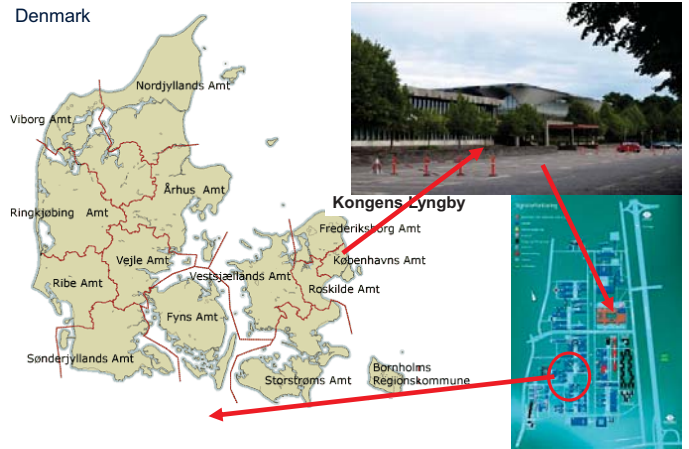 Denmark
Nordjyllands Amt
Viborg Amt
Århus Amt
Kongens Lyngby
Ringkjøbing Amt
Frederiksborg Amt
Vejle Amt
Københavns Amt
Vestsjællands Amt
Ribe Amt
Roskilde Amt
Fyns Amt
Sønderjyllands Amt
Storstrøms Amt
Bornholms
Regionskommune